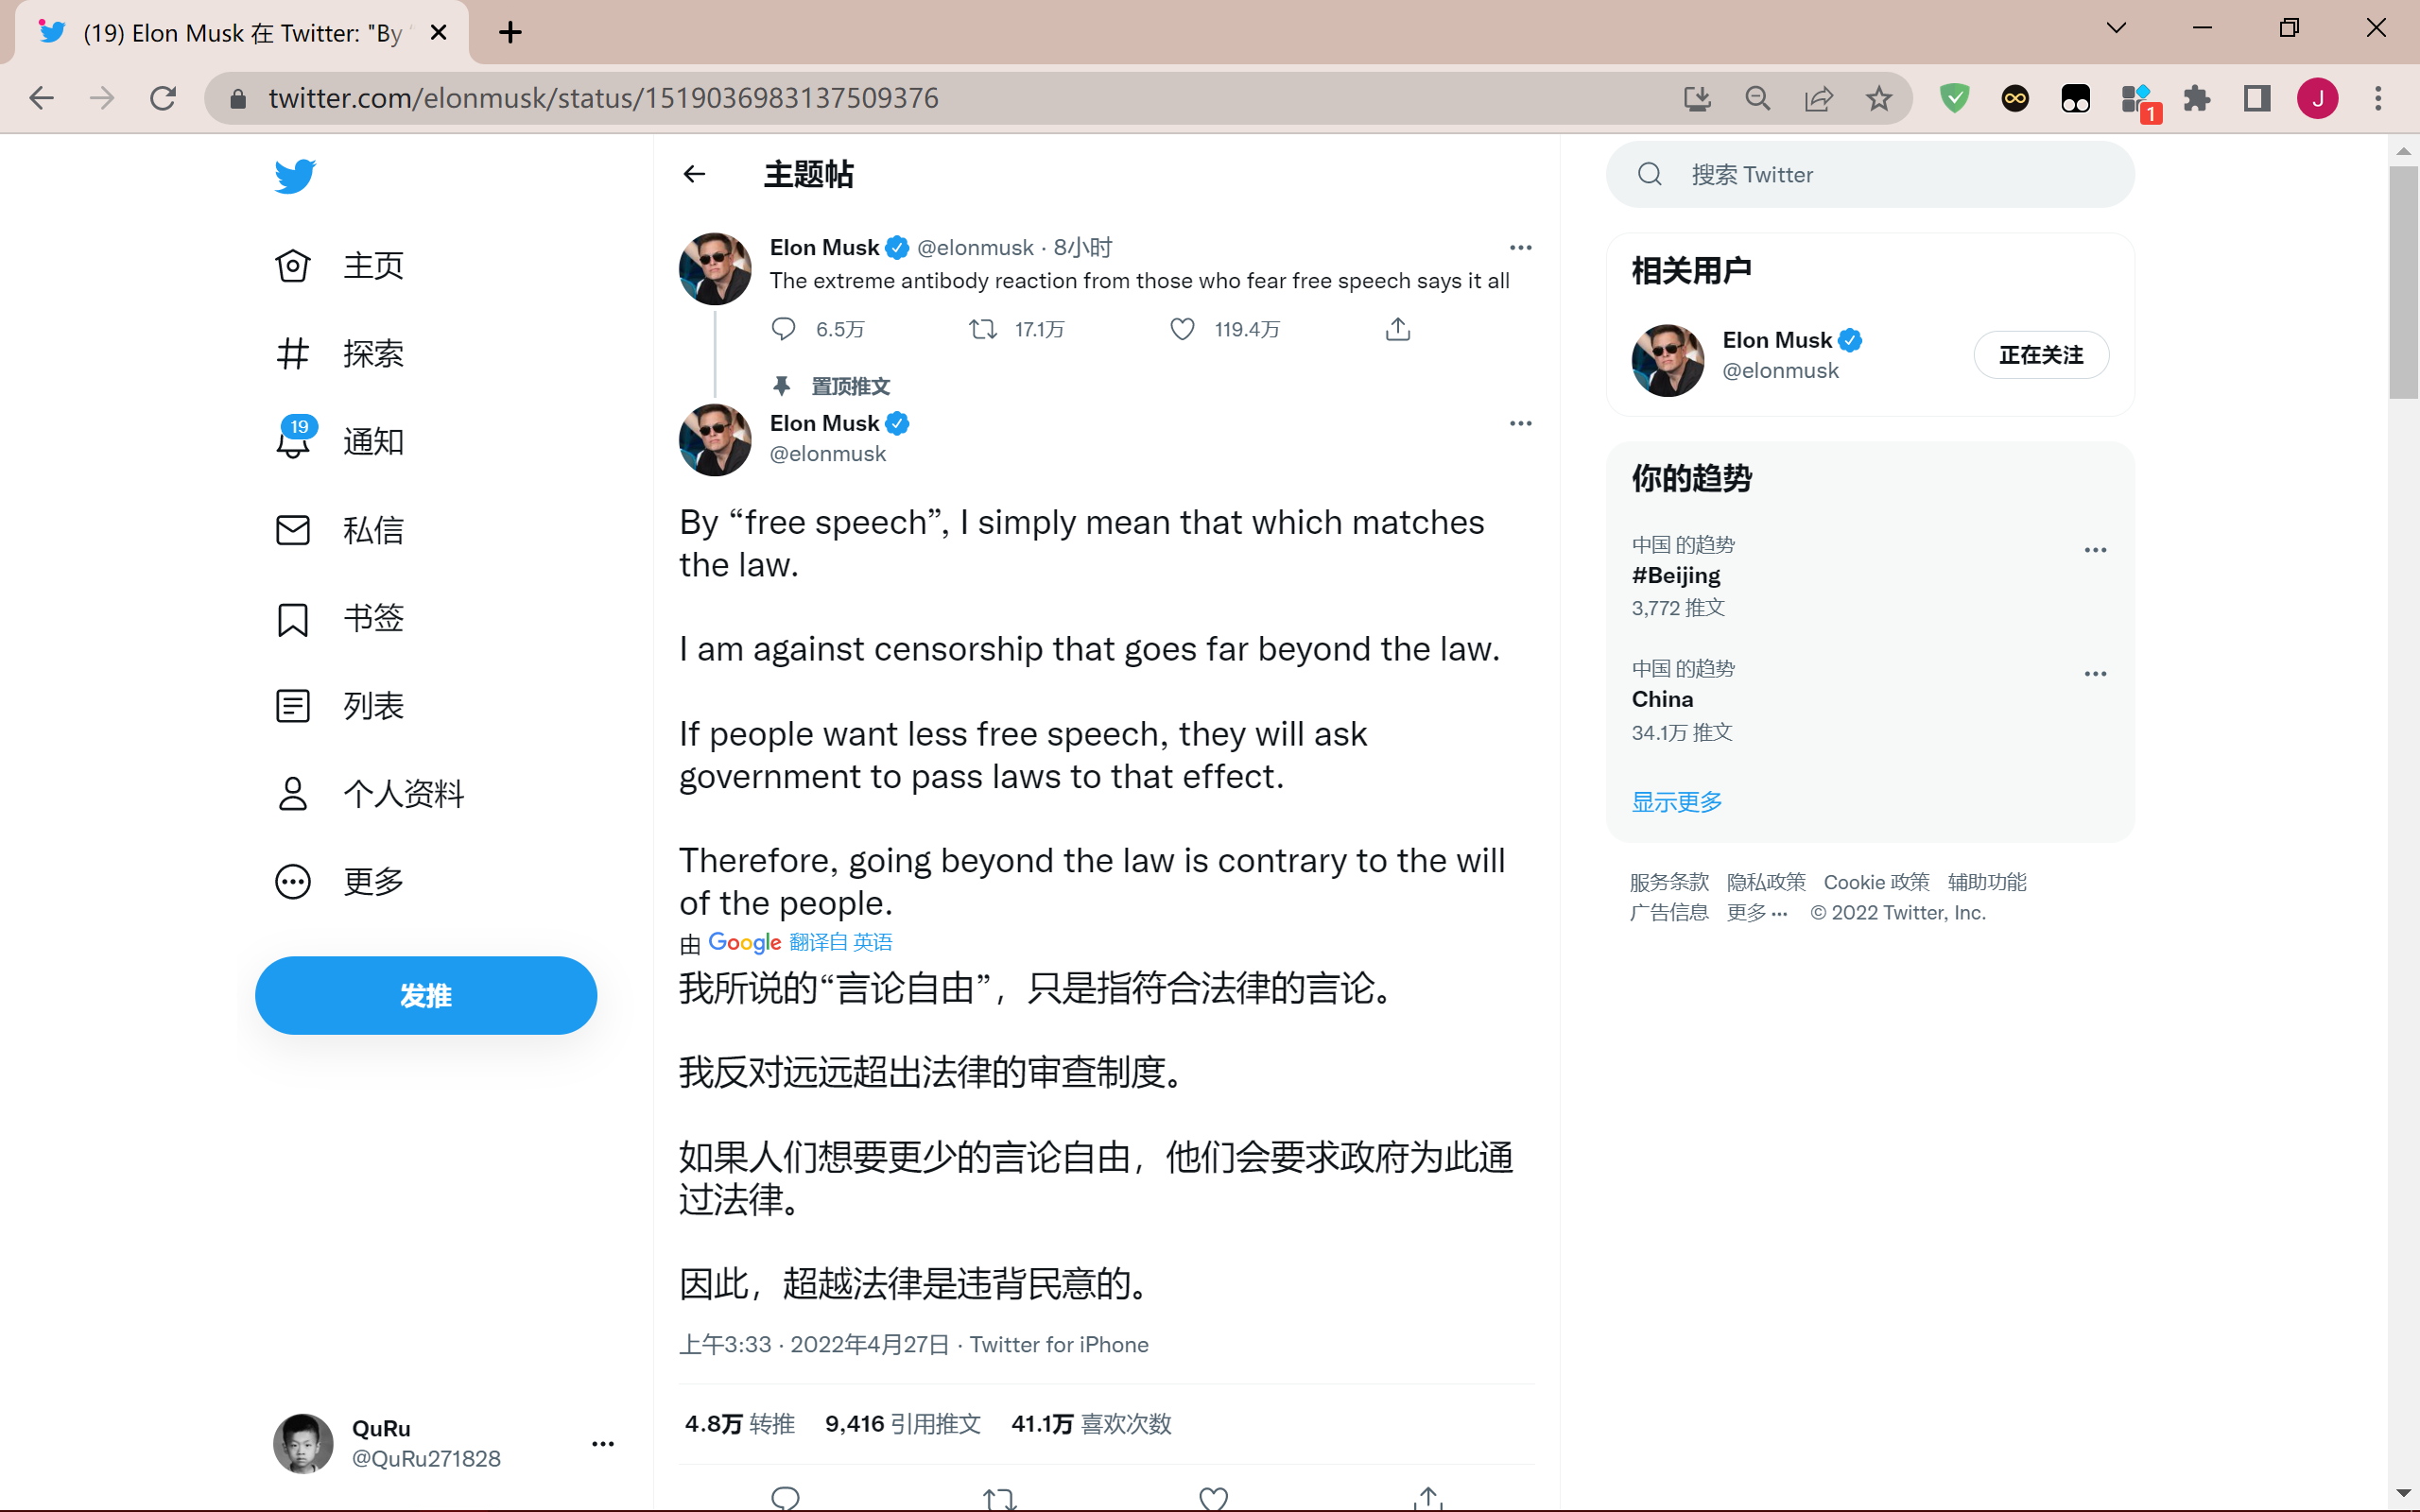 (19) Elon Musk 在 Twitter: "By “
twitter.com/elonmusk/status/1519036983137509376
1
J
主页
探索
19
通知
私信
书签
列表
个人资料
更多
发推
QuRu
@QuRu271828
主题帖
Elon Musk @elonmusk · 8小时
The extreme antibody reaction from those who fear free speech says it all
6.5万 17.1万 119.4万
置顶推文
Elon Musk
@elonmusk
By “free speech”, I simply mean that which matches
the law.
I am against censorship that goes far beyond the law.
If people want less free speech, they will ask
government to pass laws to that effect.
Therefore, going beyond the law is contrary to the will
of the people.
由 Google 翻译自 英语
我所说的“言论自由”，只是指符合法律的言论。
我反对远远超出法律的审查制度。
如果人们想要更少的言论自由，他们会要求政府为此通
过法律。
因此，超越法律是违背民意的。
上午3:33 · 2022年4月27日 · Twitter for iPhone
4.8万 转推 9,416 引用推文 41.1万 喜欢次数
搜索 Twitter
相关用户
Elon Musk
@elonmusk
正在关注
你的趋势
中国 的趋势
#Beijing
3,772 推文
中国 的趋势
China
34.1万 推文
显示更多
服务条款 隐私政策 Cookie 政策 辅助功能
广告信息 更多 ··· © 2022 Twitter, Inc.